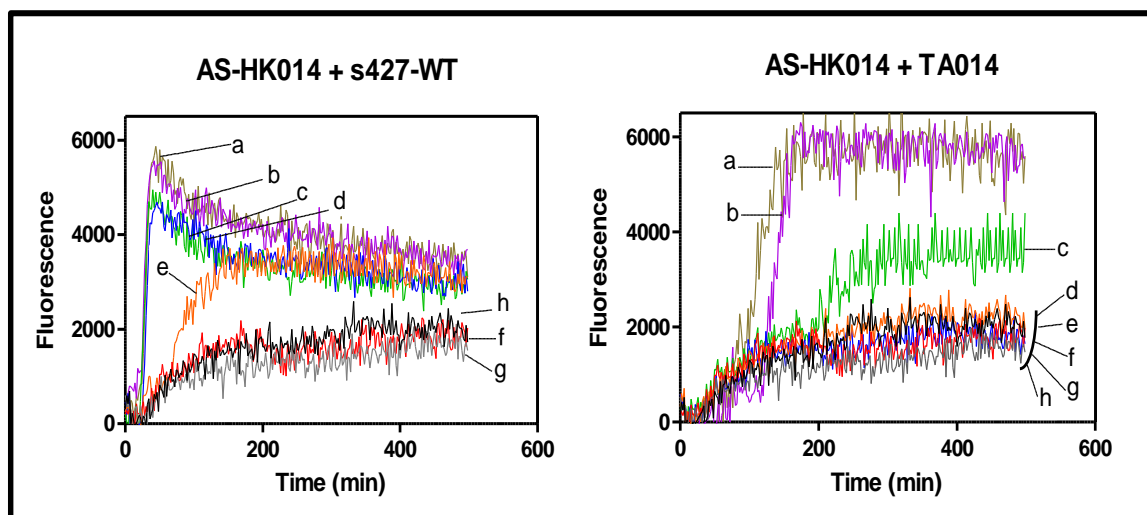 AS-HK014 + s427-WT
6000
4000
2000
0
Fluorescence
a
b
c
d
e
h
f
g
0 200 400 600
Time (min)
AS-HK014 + TA014
6000
4000
2000
0
Fluorescence
a
b
c
d
e
f
g
h
0 200 400 600
Time (min)